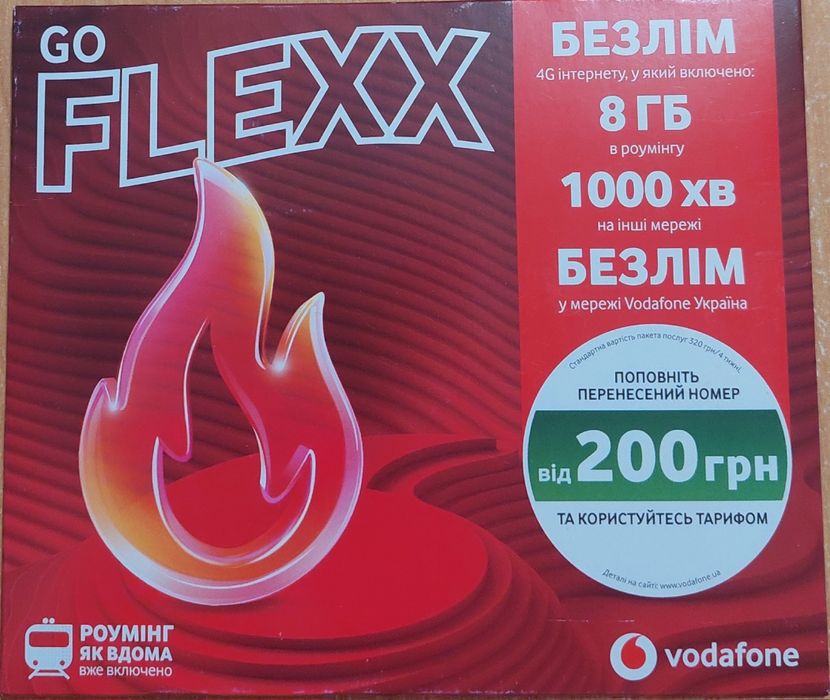 GO
FLEXX
БЕЗЛІМ
4G інтернету, у який включено:
8 ГБ
в роумінгу
1000 хв
на інші мережі
БЕЗЛІМ
у мережі Vodafone Україна
Стандартна вартість пакета послуг 320 грн/4 тижні.
ПОПОВНІТЬ
ПЕРЕНЕСЕНИЙ НОМЕР
від 200 грн
ТА КОРИСТУЙТЕСЬ ТАРИФОМ
Деталі на сайті: www.vodafone.ua
РОУМІНГ
ЯК ВДОМА
вже включено
vodafone